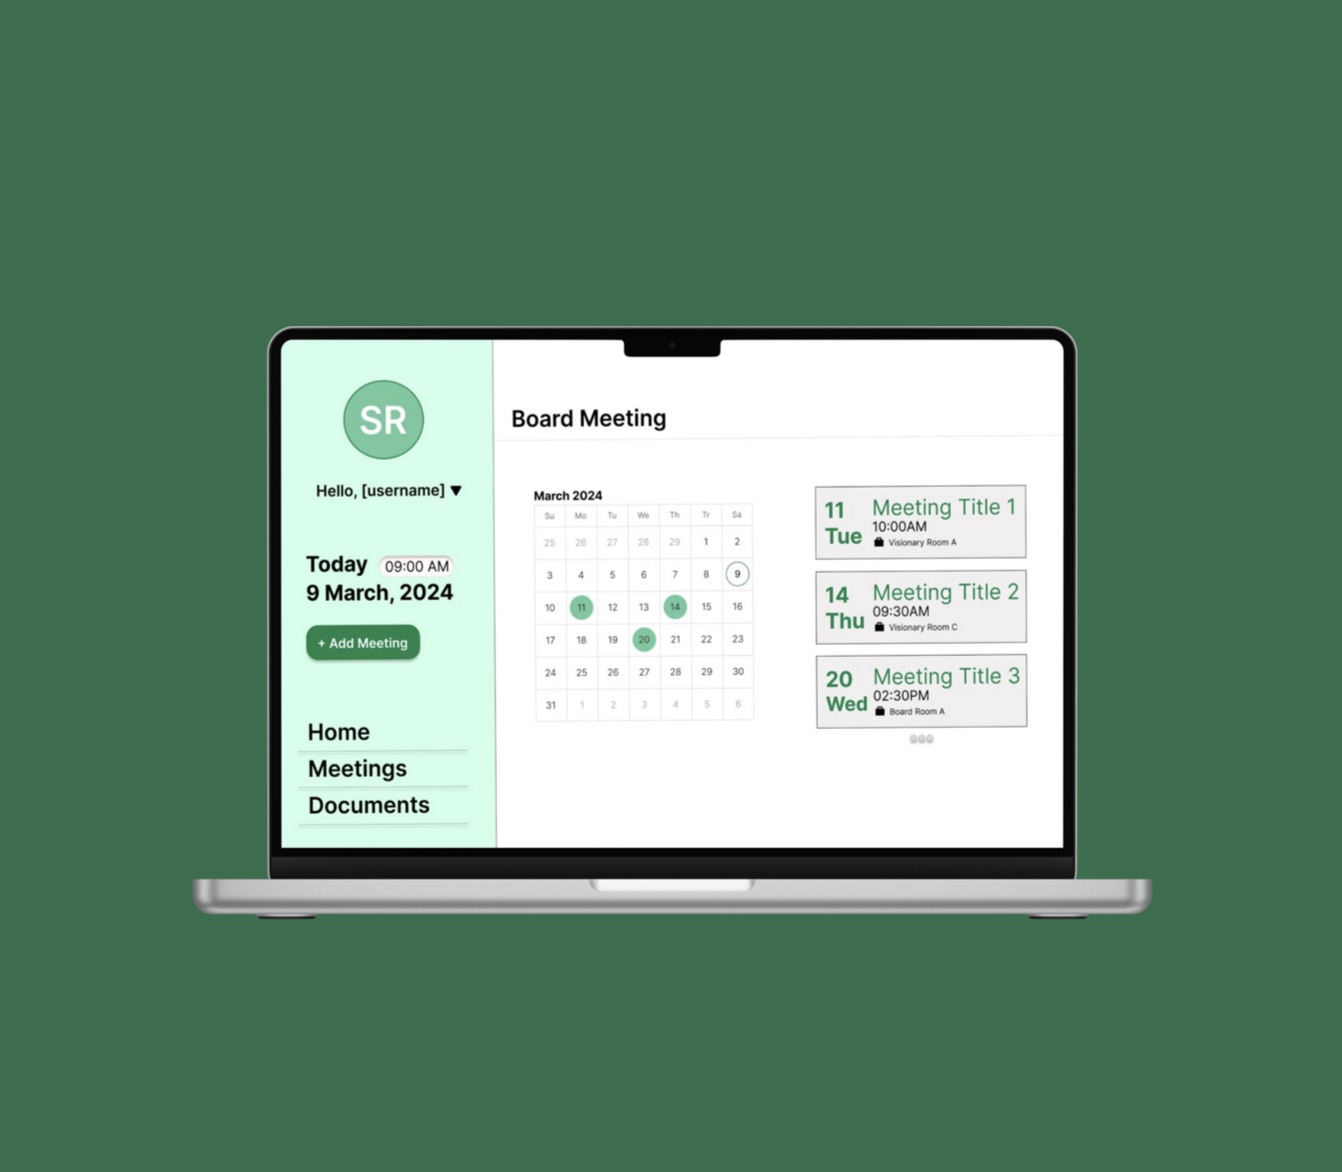 SR
Hello, [username] ▼
Today 09:00 AM
9 March, 2024
+ Add Meeting
Home
Meetings
Documents
Board Meeting
March 2024
Su Mo Tu We Th Tr Sa
25 26 27 28 29 1 2
3 4 5 6 7 8 9
10 11 12 13 14 15 16
17 18 19 20 21 22 23
24 25 26 27 28 29 30
31 1 2 3 4 5 6
11 Meeting Title 1
10:00AM
Tue Visionary Room A
14 Meeting Title 2
09:30AM
Thu Visionary Room C
20 Meeting Title 3
02:30PM
Wed Board Room A